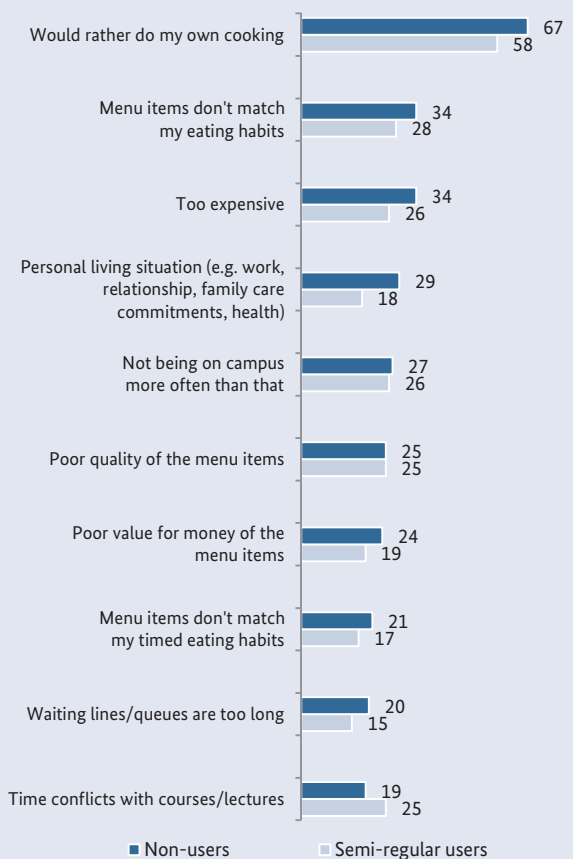 Would rather do my own cooking
67
58
Menu items don't match
my eating habits
34
28
Too expensive
34
26
Personal living situation (e.g. work,
relationship, family care
commitments, health)
29
18
Not being on campus
more often than that
27
26
Poor quality of the menu items
25
25
Poor value for money of the
menu items
24
19
Menu items don't match
my timed eating habits
21
17
Waiting lines/queues are too long
20
15
Time conflicts with courses/lectures
19
25
Non-users
Semi-regular users